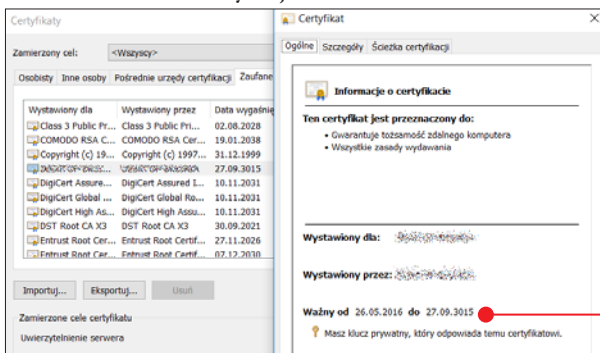 Certyfikaty
Zamierzony cel: <Wszyscy>
Osobisty Inne osoby Pośrednie urzędy certyfikacji Zaufane
Wystawiony dla Wystawiony przez Data wygaśnię
Class 3 Public Pr... Class 3 Public Pri... 02.08.2028
COMODO RSA C... COMODO RSA Cer... 19.01.2038
Copyright (c) 19... Copyright (c) 1997... 31.12.1999
27.09.3015
DigiCert Assure... DigiCert Assured I... 10.11.2031
DigiCert Global ... DigiCert Global Ro... 10.11.2031
DigiCert High As... DigiCert High Assu... 10.11.2031
DST Root CA X3 DST Root CA X3 30.09.2021
Entrust Root Cer... Entrust Root Certif... 27.11.2026
Entrust Root Cer... Entrust Root Certif... 07.12.2030
Importuj... Eksportuj... Usuń
Zamierzone cele certyfikatu
Uwierzytelnienie serwera
Certyfikat
Ogólne Szczegóły Ścieżka certyfikacji
Informacje o certyfikacie
Ten certyfikat jest przeznaczony do:
• Gwarantuje tożsamość zdalnego komputera
• Wszystkie zasady wydawania
Wystawiony dla:
Wystawiony przez:
Ważny od 26.05.2016 do 27.09.3015
Masz klucz prywatny, który odpowiada temu certyfikatowi.